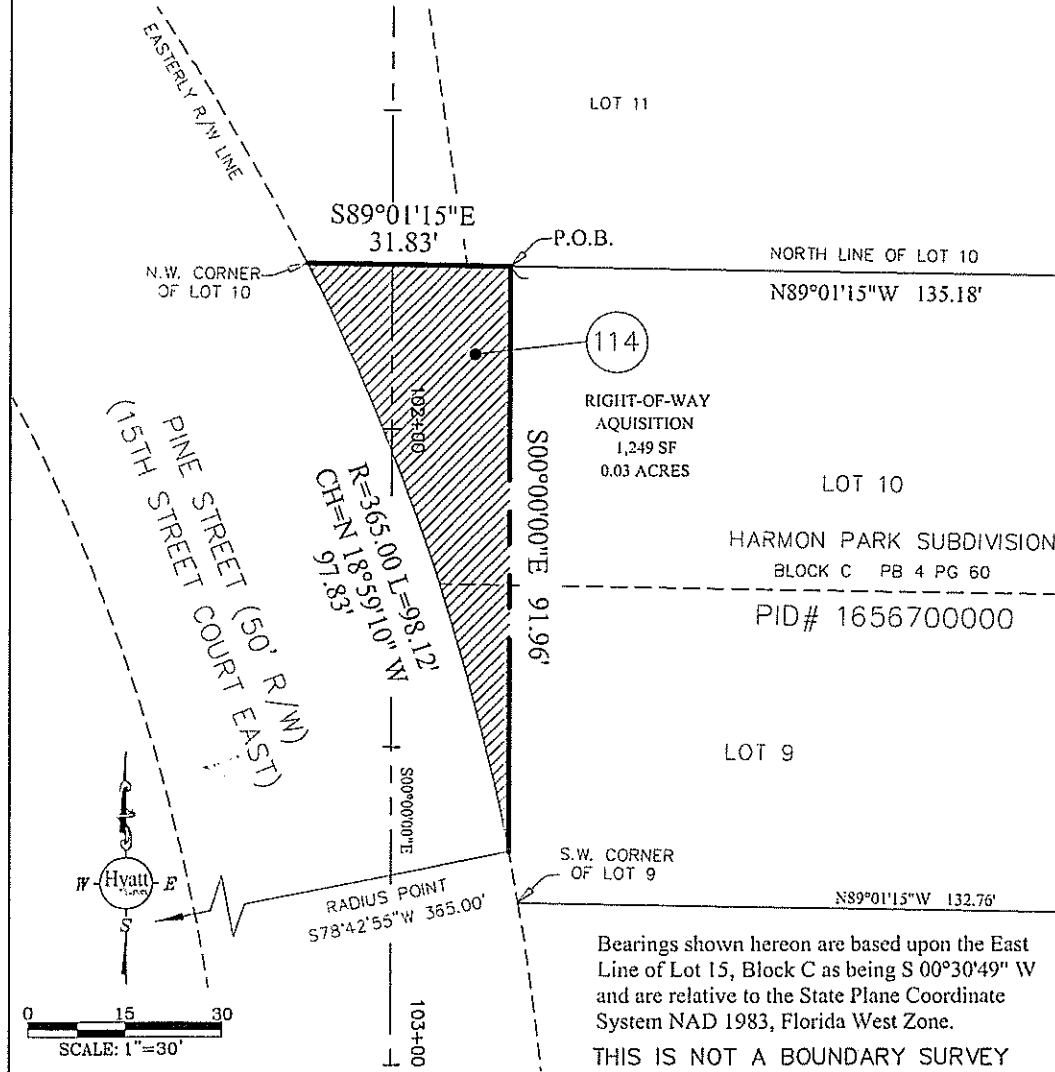 EASTERLY R/W LINE
LOT 11
S89°01'15"E
31.83'
P.O.B.
N.W. CORNER
OF LOT 10
NORTH LINE OF LOT 10
N89°01'15"W 135.18'
114
RIGHT-OF-WAY
AQUISITION
1,249 SF
0.03 ACRES
102+00
LOT 10
S00°00'00"E 91.96'
R=365.00 L=98.12'
CH=N 18°59'10" W
97.83'
PINE STREET (50' R/W)
(15TH STREET COURT EAST)
HARMON PARK SUBDIVISION
BLOCK C PB 4 PG 60
PID# 1656700000
LOT 9
S00°00'00"E
W Hyatt E
S
RADIUS POINT
S78°42'55"W 365.00'
S.W. CORNER
OF LOT 9
N89°01'15"W 132.76'
103+00
0 15 30
SCALE: 1"=30'
Bearings shown hereon are based upon the East
Line of Lot 15, Block C as being S 00°30'49" W
and are relative to the State Plane Coordinate
System NAD 1983, Florida West Zone.
THIS IS NOT A BOUNDARY SURVEY